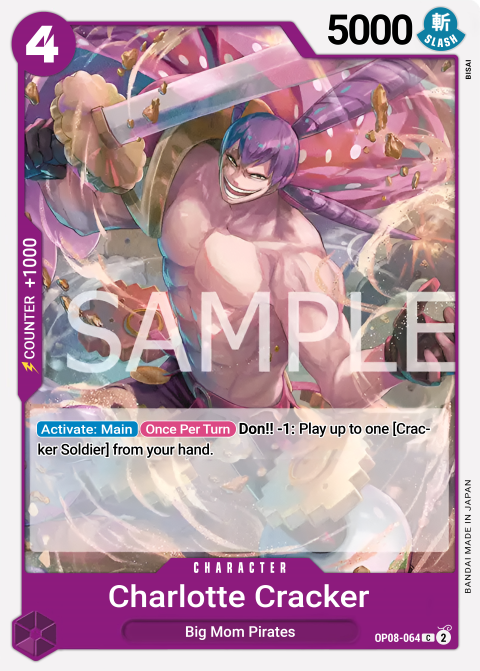 4
5000
斬
SLASH
BISAI
COUNTER +1000
SAMPLE
Activate: Main Once Per Turn Don!! -1: Play up to one [Crac-
ker Soldier] from your hand.
CHARACTER
Charlotte Cracker
Big Mom Pirates
OP08-064 C 2
BANDAI MADE IN JAPAN